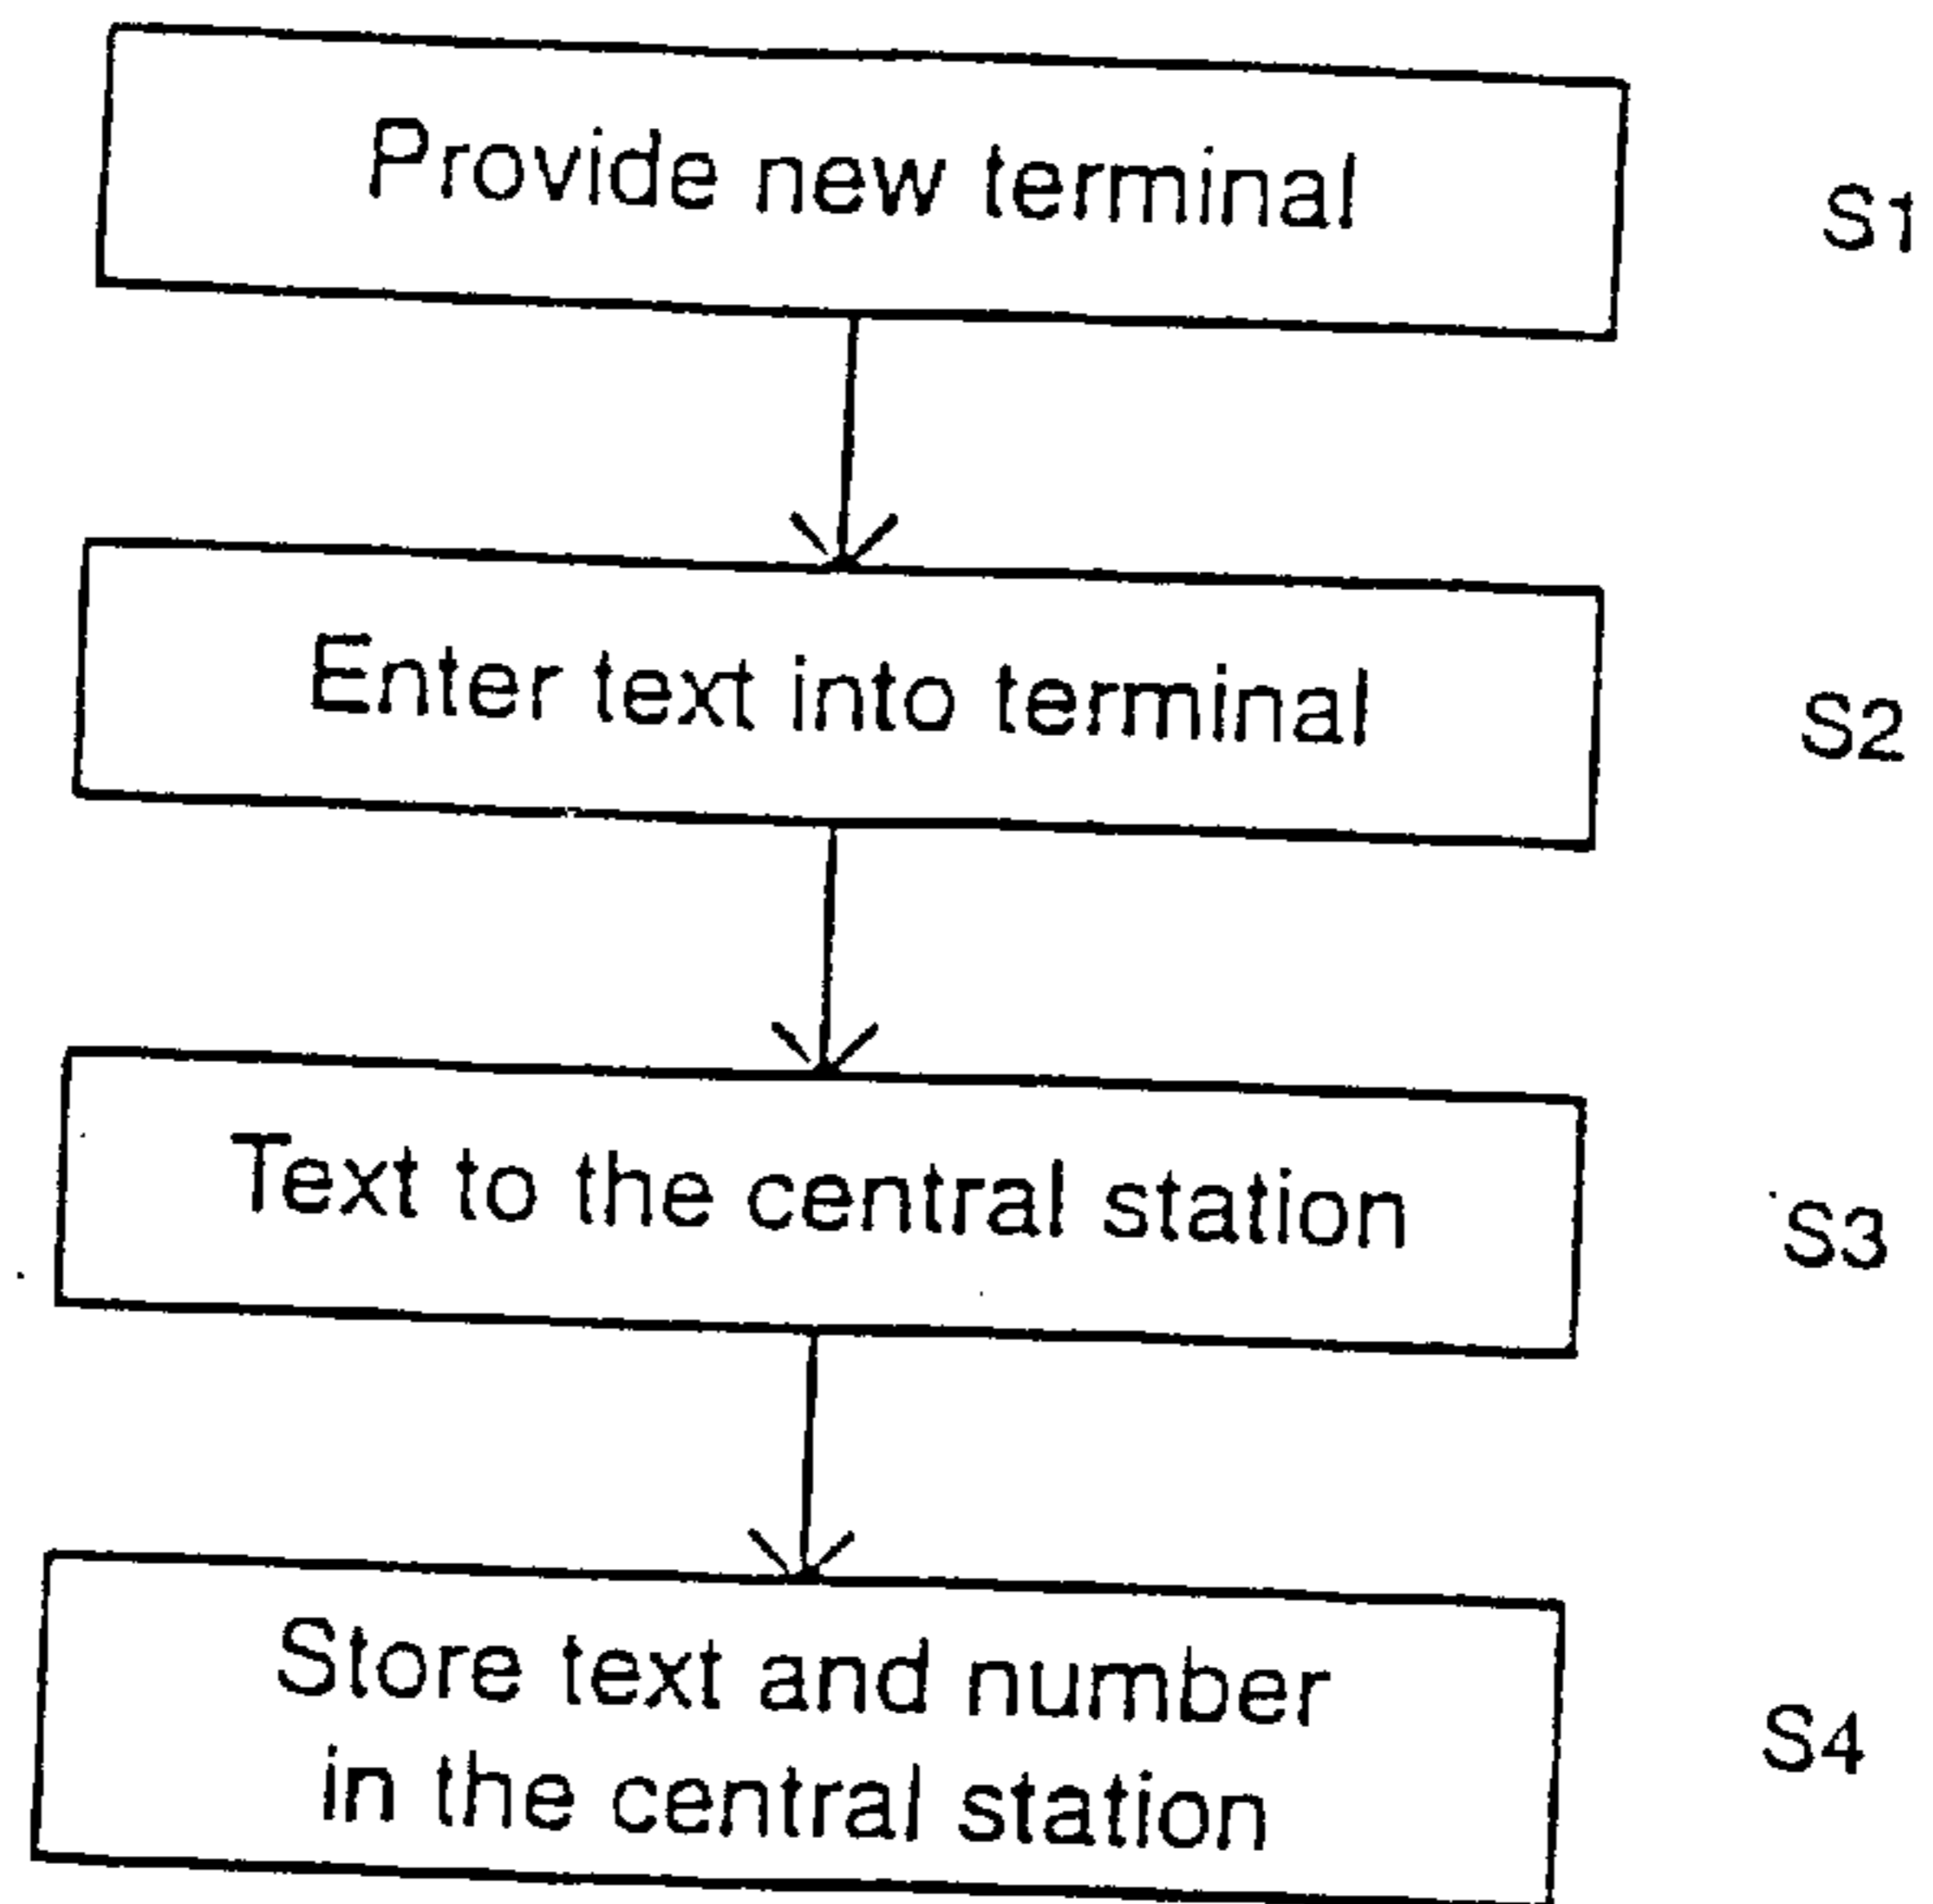 Provide new terminal
S1
Enter text into terminal
S2
Text to the central station
S3
Store text and number
in the central station
S4